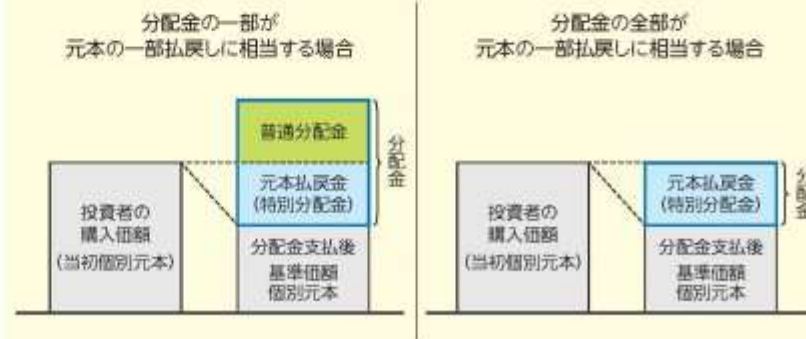 分配金の一部が
元本の一部払戻しに相当する場合
普通分配金
元本払戻金
(特別分配金)
分配金
投資者の
購入価額
(当初個別元本)
分配金支払後
基準価額
個別元本
分配金の全部が
元本の一部払戻しに相当する場合
元本払戻金
(特別分配金)
分配金
投資者の
購入価額
(当初個別元本)
分配金支払後
基準価額
個別元本